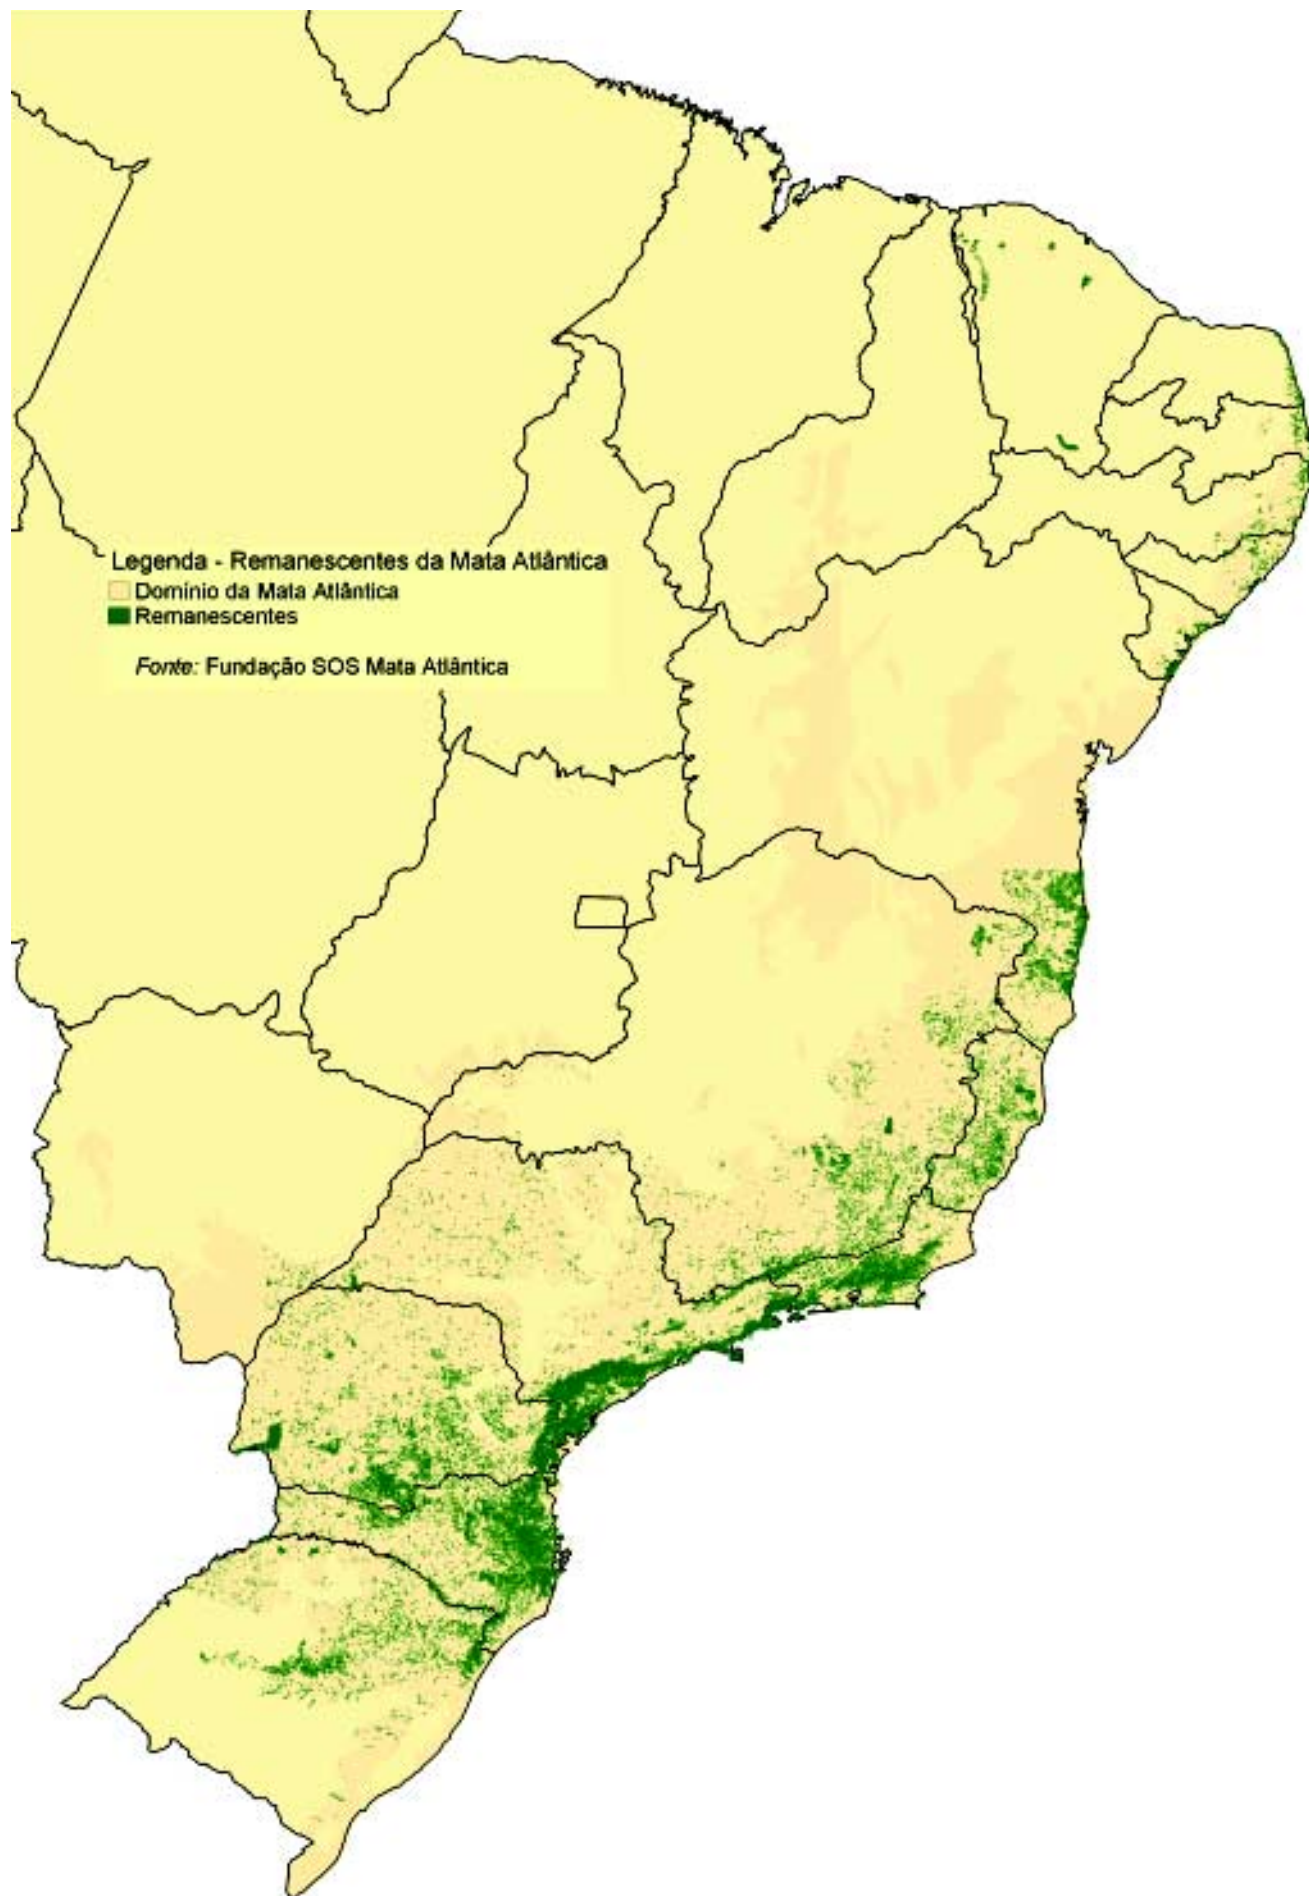 Legenda - Remanescentes da Mata Atlântica
Domínio da Mata Atlântica
Remanescentes
Fonte: Fundação SOS Mata Atlântica